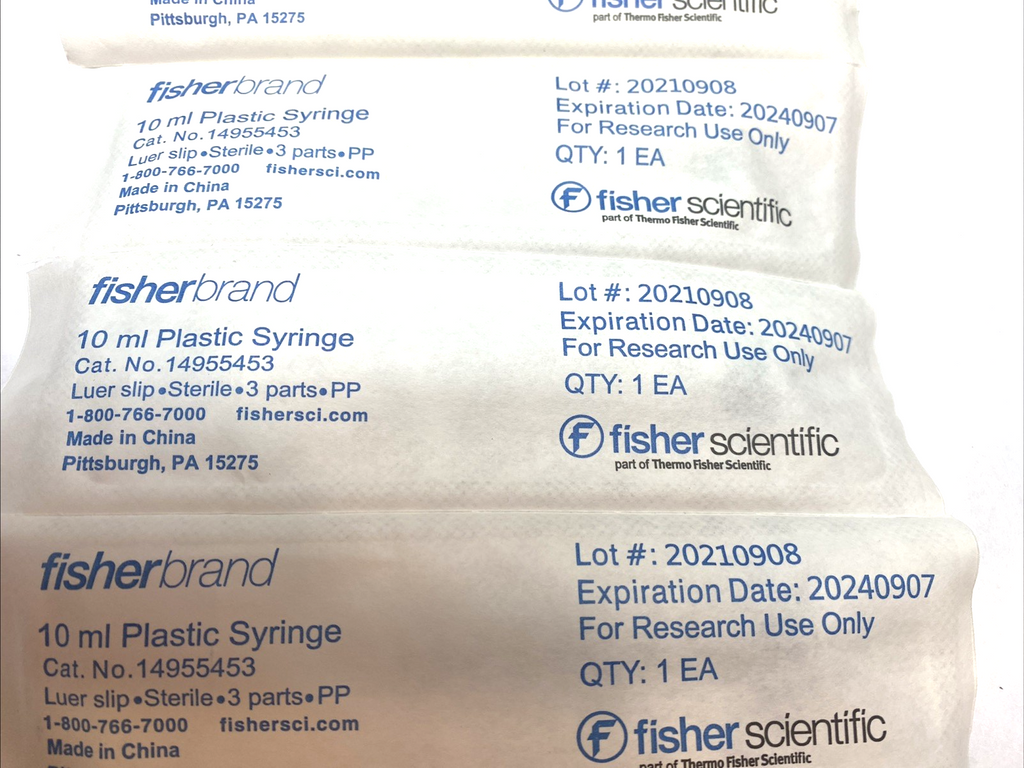 Made in China
Pittsburgh, PA 15275
fisher scientific
part of Thermo Fisher Scientific
fisherbrand
10 ml Plastic Syringe
Cat. No.14955453
Luer slip•Sterile•3 parts•PP
1-800-766-7000 fishersci.com
Made in China
Pittsburgh, PA 15275
Lot #: 20210908
Expiration Date: 20240907
For Research Use Only
QTY: 1 EA
fisher scientific
part of Thermo Fisher Scientific
fisherbrand
10 ml Plastic Syringe
Cat. No.14955453
Luer slip•Sterile•3 parts•PP
1-800-766-7000 fishersci.com
Made in China
Pittsburgh, PA 15275
Lot #: 20210908
Expiration Date: 20240907
For Research Use Only
QTY: 1 EA
fisher scientific
part of Thermo Fisher Scientific
fisherbrand
10 ml Plastic Syringe
Cat. No.14955453
Luer slip•Sterile•3 parts•PP
1-800-766-7000 fishersci.com
Made in China
Lot #: 20210908
Expiration Date: 20240907
For Research Use Only
QTY: 1 EA
fisher scientific
part of Thermo Fisher Scientific